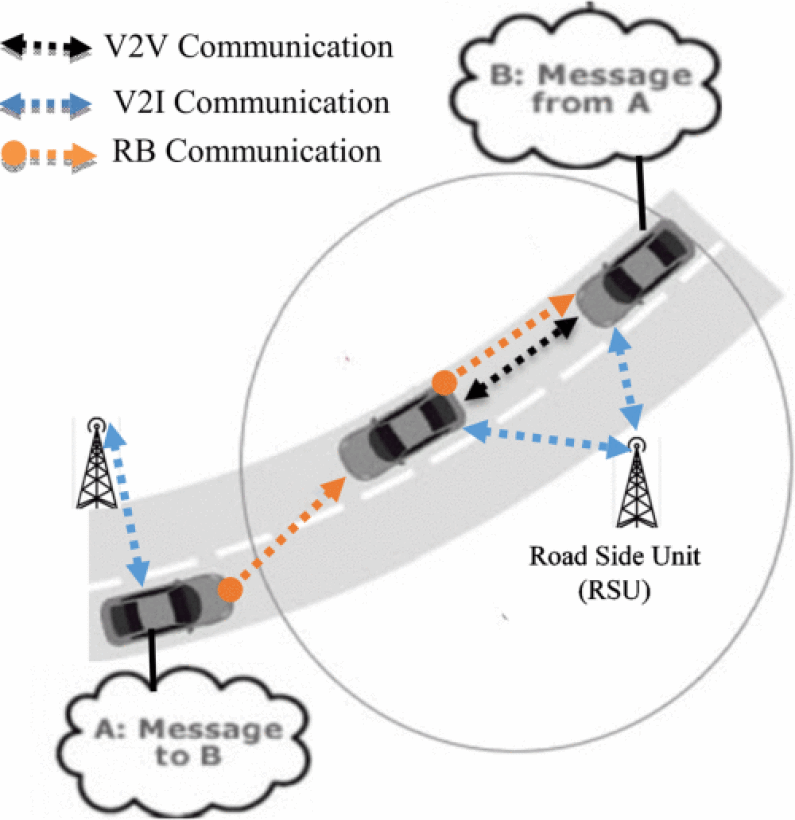 V2V Communication
V2I Communication
RB Communication
B: Message
from A
Road Side Unit
(RSU)
A: Message
to B